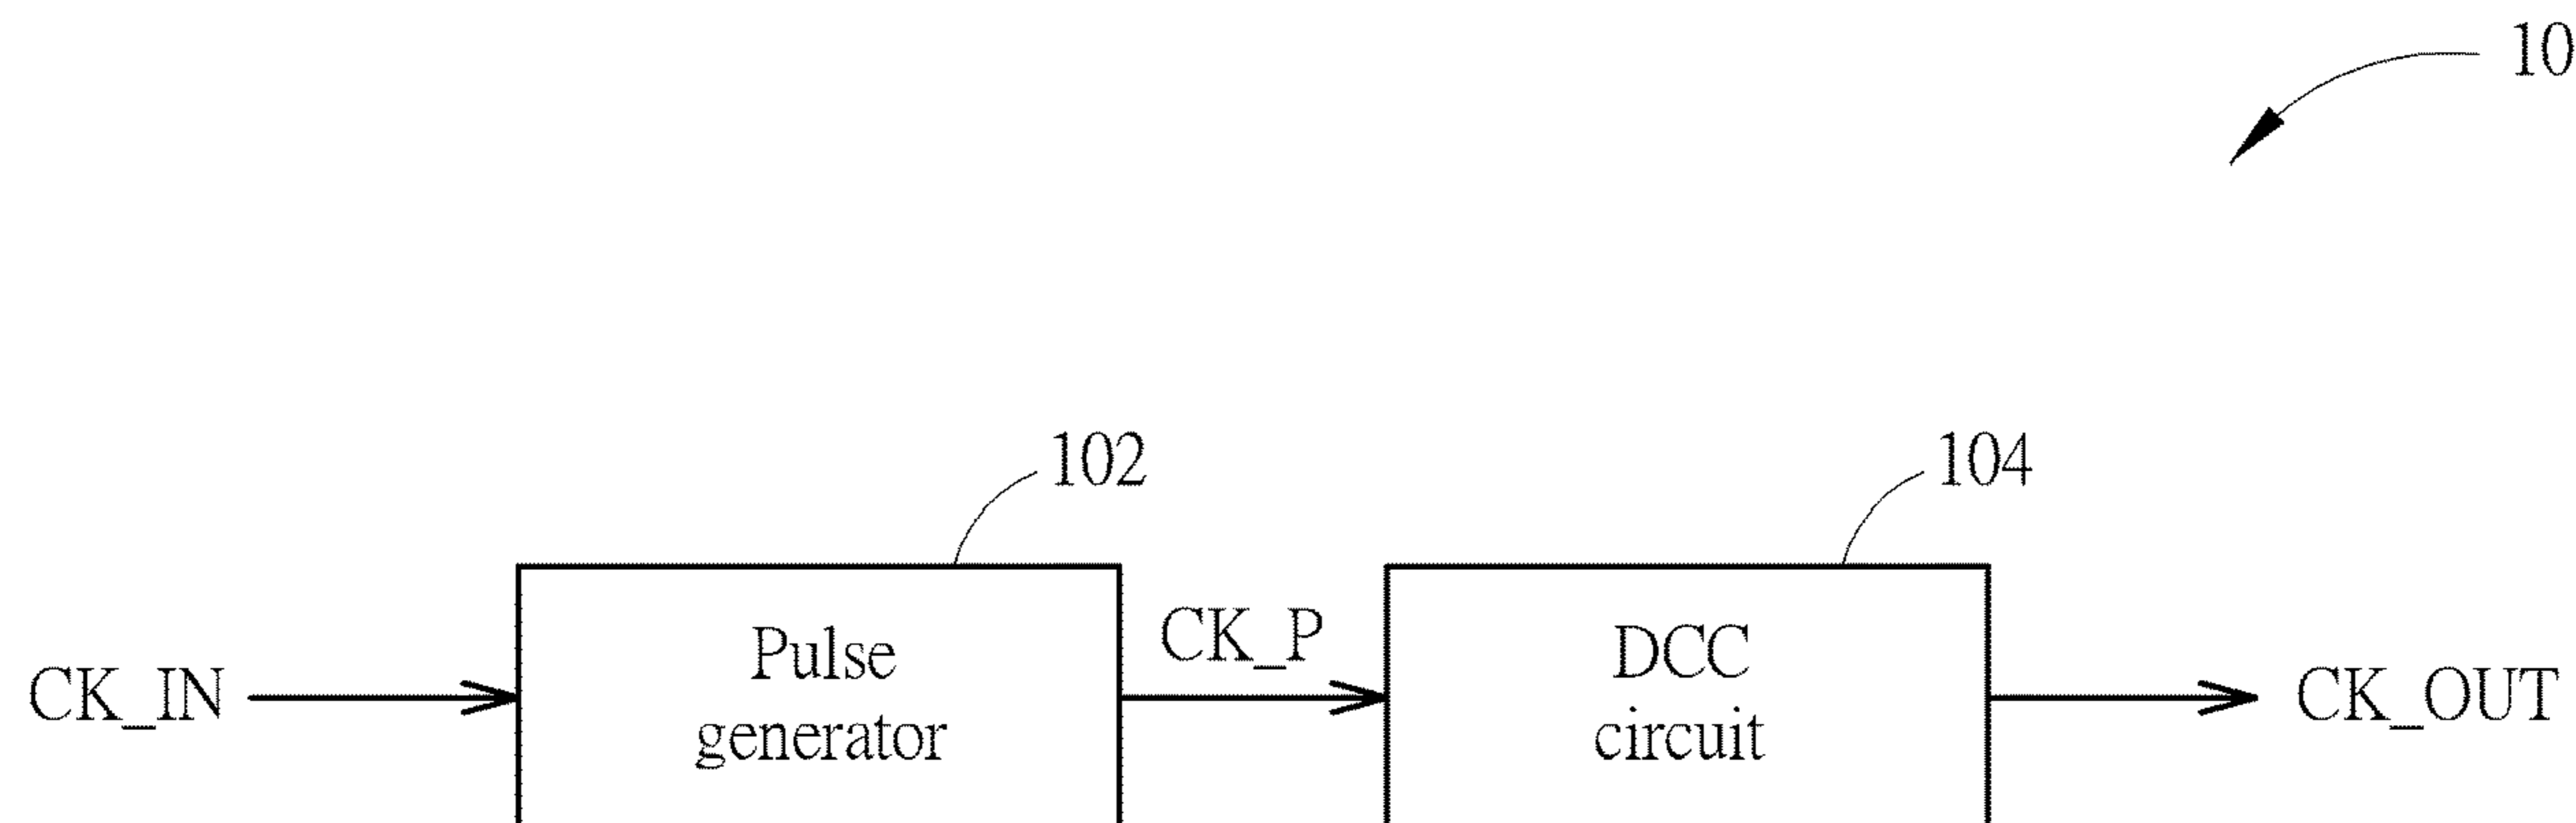 10
102
104
CK_IN
Pulse
generator
CK_P
DCC
circuit
CK_OUT